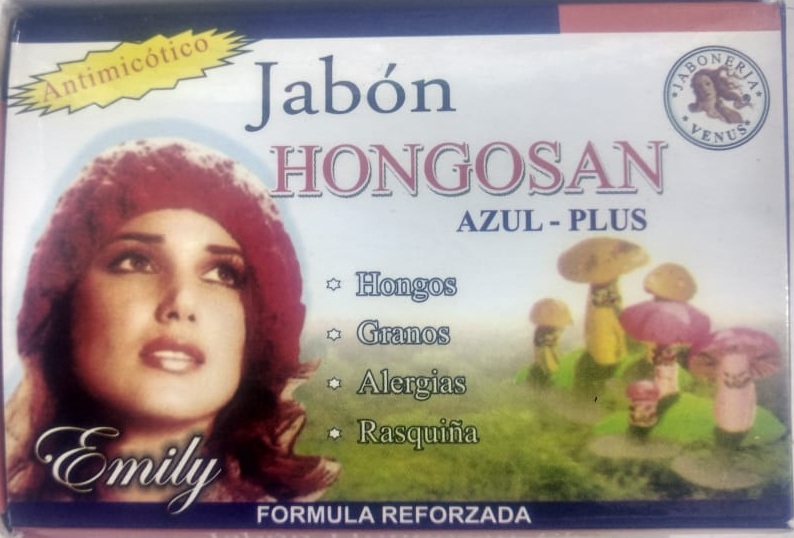 Antimicótico
Jabón
JABONERIA
VENUS
HONGOSAN
AZUL - PLUS
Hongos
Granos
Alergias
Rasquiña
Emily
FORMULA REFORZADA